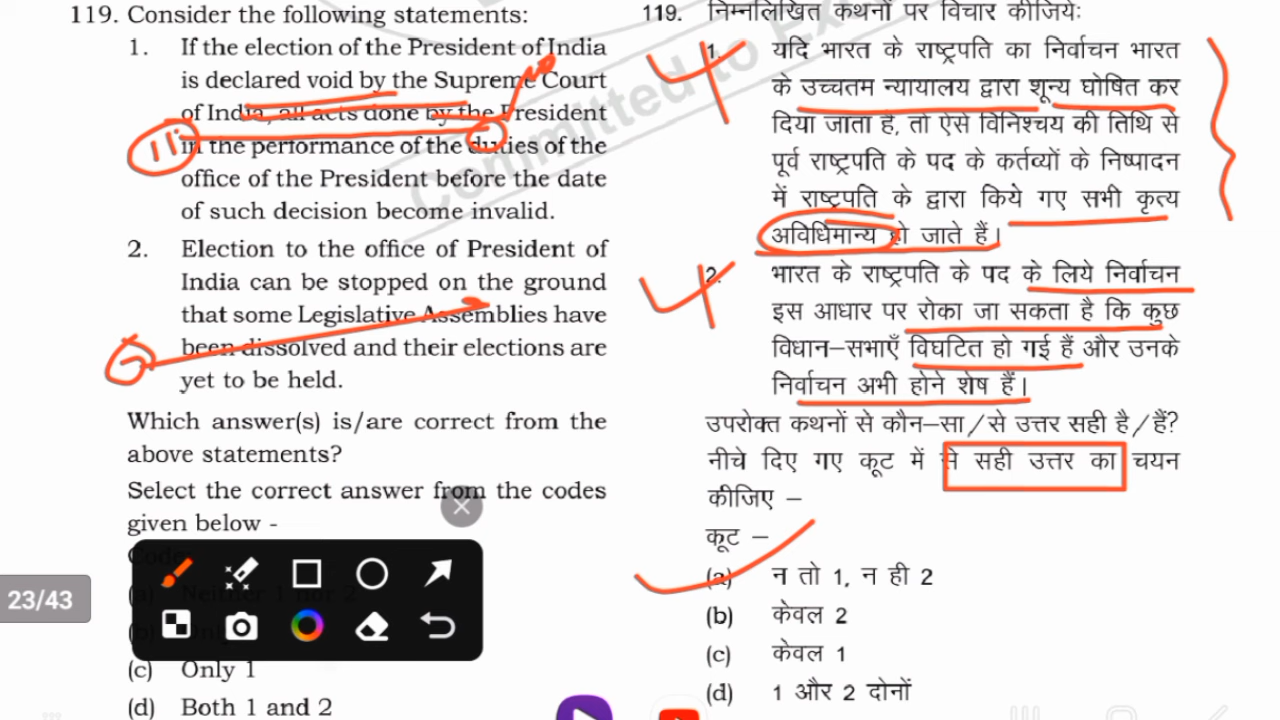 119. Consider the following statements:
1. If the election of the President of India
is declared void by the Supreme Court
of India, all acts done by the President
in the performance of the duties of the
office of the President before the date
of such decision become invalid.
2. Election to the office of President of
India can be stopped on the ground
that some Legislative Assemblies have
been dissolved and their elections are
yet to be held.
Which answer(s) is/are correct from the
above statements?
Select the correct answer from the codes
given below -
Code
(a) Neither 1 nor 2
(c) Only 1
(d) Both 1 and 2
119. निम्नलिखित कथनों पर विचार कीजियेः
1. यदि भारत के राष्ट्रपति का निर्वाचन भारत
के उच्चतम न्यायालय द्वारा शून्य घोषित कर
दिया जाता है, तो ऐसे विनिश्चय की तिथि से
पूर्व राष्ट्रपति के पद के कर्तव्यों के निष्पादन
में राष्ट्रपति के द्वारा किये गए सभी कृत्य
अविधिमान्य हो जाते हैं।
2. भारत के राष्ट्रपति के पद के लिये निर्वाचन
इस आधार पर रोका जा सकता है कि कुछ
विधान–सभाएँ विघटित हो गई हैं और उनके
निर्वाचन अभी होने शेष हैं।
उपरोक्त कथनों से कौन–सा/से उत्तर सही है/हैं?
नीचे दिए गए कूट में से सही उत्तर का चयन
कीजिए –
कूट –
(a) न तो 1, न ही 2
(b) केवल 2
(c) केवल 1
(d) 1 और 2 दोनों
Committed to
23/43